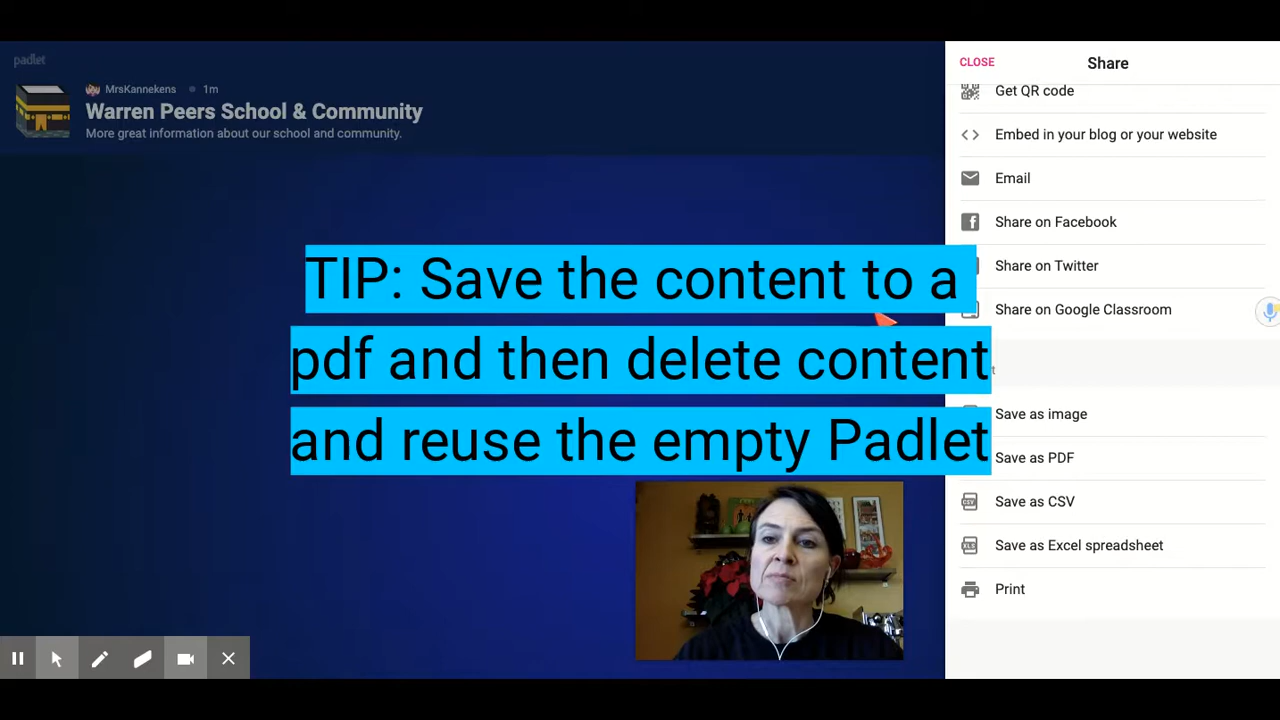 padlet
MrsKannekens 1m
Warren Peers School & Community
More great information about our school and community.
TIP: Save the content to a
pdf and then delete content
and reuse the empty Padlet
CLOSE Share
Get QR code
Embed in your blog or your website
Email
Share on Facebook
Share on Twitter
Share on Google Classroom
Save as image
Save as PDF
CSV Save as CSV
XLS Save as Excel spreadsheet
Print